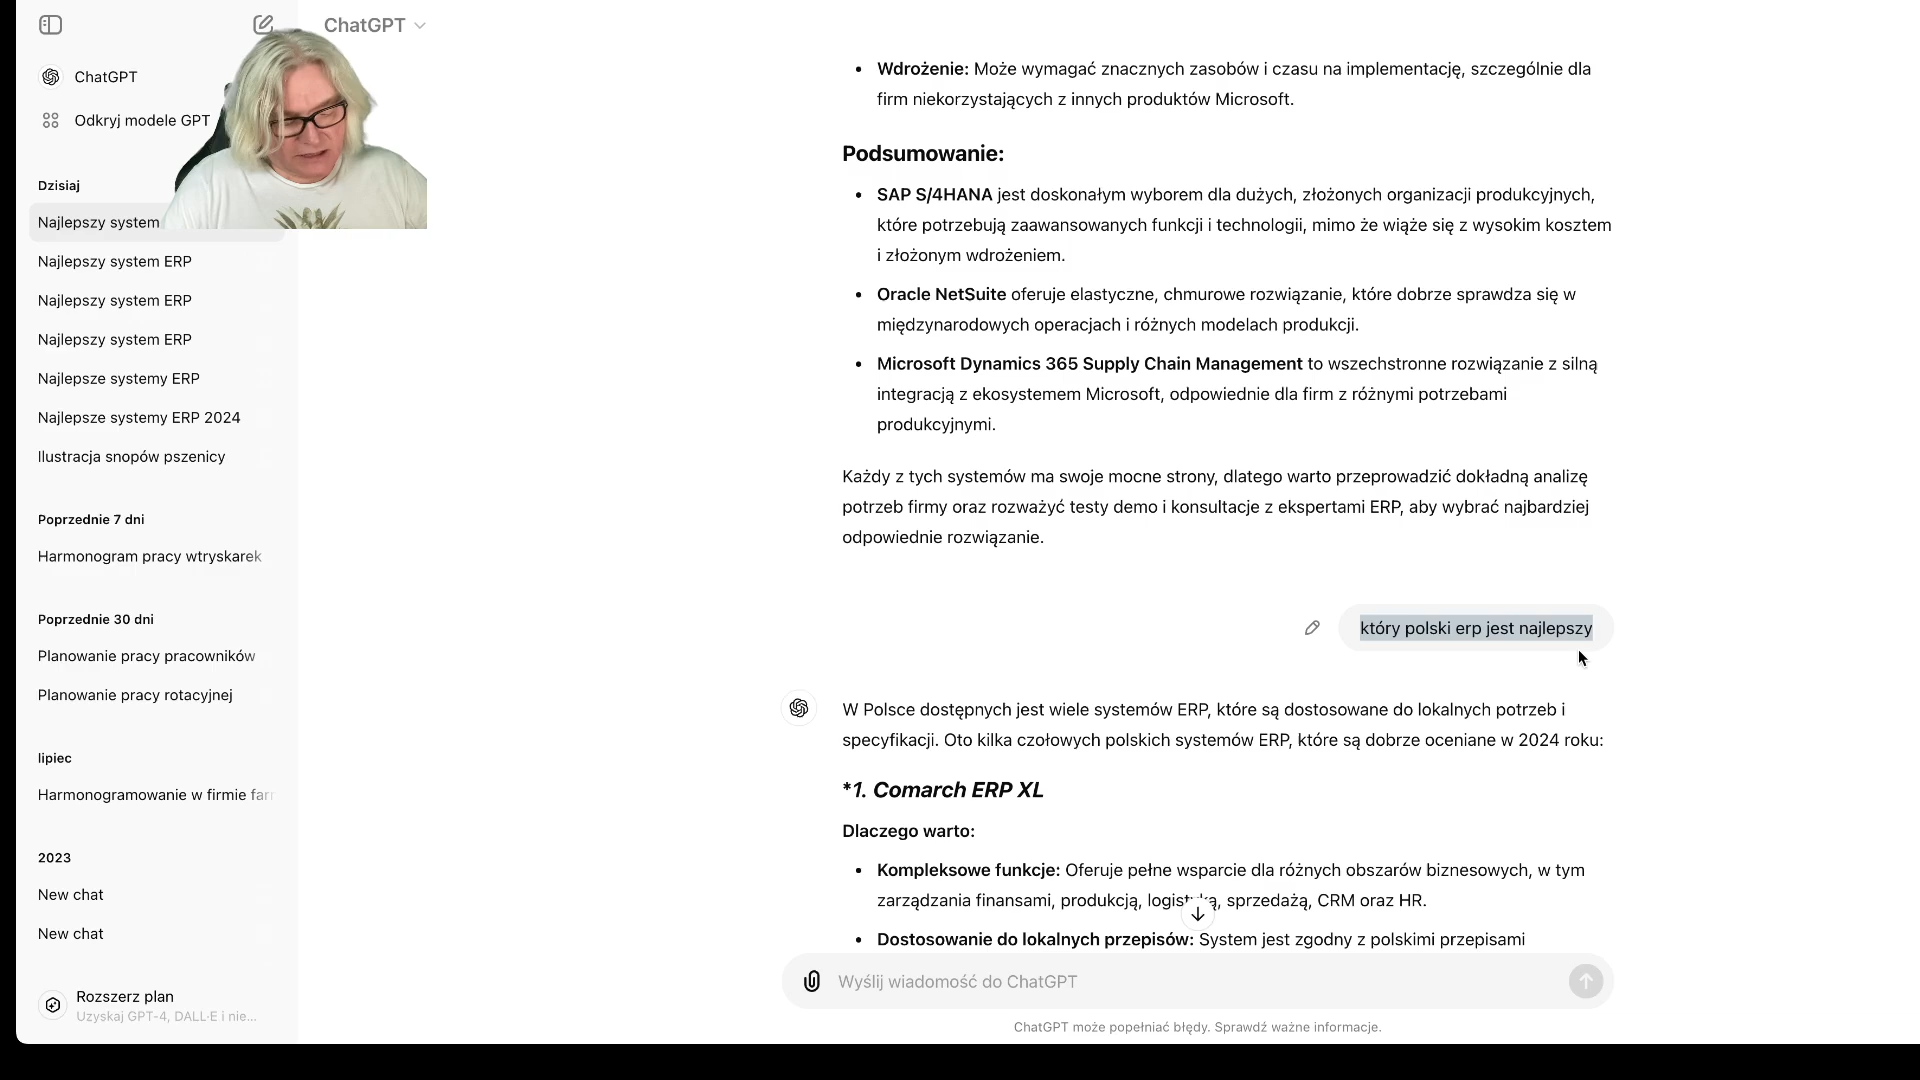 ChatGPT
ChatGPT
Odkryj modele GPT
Dzisiaj
Najlepszy system
Najlepszy system ERP
Najlepszy system ERP
Najlepszy system ERP
Najlepsze systemy ERP
Najlepsze systemy ERP 2024
Ilustracja snopów pszenicy
Poprzednie 7 dni
Harmonogram pracy wtryskarek
Poprzednie 30 dni
Planowanie pracy pracowników
Planowanie pracy rotacyjnej
lipiec
Harmonogramowanie w firmie farr
2023
New chat
New chat
Rozszerz plan
Uzyskaj GPT-4, DALL·E i nie...
• Wdrożenie: Może wymagać znacznych zasobów i czasu na implementację, szczególnie dla
firm niekorzystających z innych produktów Microsoft.
Podsumowanie:
• SAP S/4HANA jest doskonałym wyborem dla dużych, złożonych organizacji produkcyjnych,
które potrzebują zaawansowanych funkcji i technologii, mimo że wiąże się z wysokim kosztem
i złożonym wdrożeniem.
• Oracle NetSuite oferuje elastyczne, chmurowe rozwiązanie, które dobrze sprawdza się w
międzynarodowych operacjach i różnych modelach produkcji.
• Microsoft Dynamics 365 Supply Chain Management to wszechstronne rozwiązanie z silną
integracją z ekosystemem Microsoft, odpowiednie dla firm z różnymi potrzebami
produkcyjnymi.
Każdy z tych systemów ma swoje mocne strony, dlatego warto przeprowadzić dokładną analizę
potrzeb firmy oraz rozważyć testy demo i konsultacje z ekspertami ERP, aby wybrać najbardziej
odpowiednie rozwiązanie.
który polski erp jest najlepszy
W Polsce dostępnych jest wiele systemów ERP, które są dostosowane do lokalnych potrzeb i
specyfikacji. Oto kilka czołowych polskich systemów ERP, które są dobrze oceniane w 2024 roku:
*1. Comarch ERP XL
Dlaczego warto:
• Kompleksowe funkcje: Oferuje pełne wsparcie dla różnych obszarów biznesowych, w tym
zarządzania finansami, produkcją, logistyką, sprzedażą, CRM oraz HR.
• Dostosowanie do lokalnych przepisów: System jest zgodny z polskimi przepisami
Wyślij wiadomość do ChatGPT
ChatGPT może popełniać błędy. Sprawdź ważne informacje.